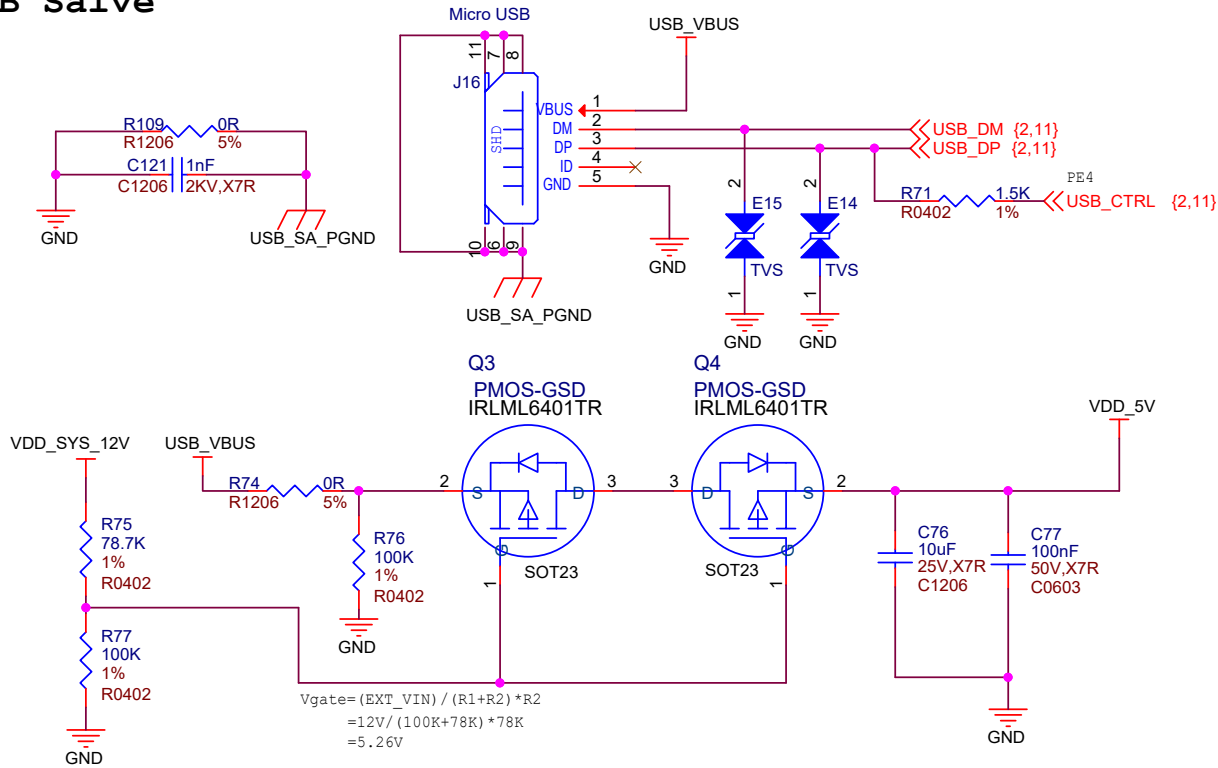 B Salve
Micro USB
USB_VBUS
11
7
8
J16
SHD
VBUS 1
DM 2
DP 3
ID 4
GND 5
10
6
9
USB_SA_PGND
GND
R109 0R
R1206 5%
C121 1nF
C1206 2KV,X7R
GND
USB_SA_PGND
USB_DM {2,11}
USB_DP {2,11}
PE4
R71 1.5K
R0402 1%
USB_CTRL {2,11}
2
E15
TVS
1
GND
2
E14
TVS
1
GND
Q3
PMOS-GSD
IRLML6401TR
Q4
PMOS-GSD
IRLML6401TR
VDD_5V
VDD_SYS_12V
USB_VBUS
R74 0R
R1206 5%
2 S D 3
G
1
SOT23
3 D S 2
G
1
SOT23
R75
78.7K
1%
R0402
R76
100K
1%
R0402
GND
R77
100K
1%
R0402
GND
C76
10uF
25V,X7R
C1206
C77
100nF
50V,X7R
C0603
GND
Vgate=(EXT_VIN)/(R1+R2)*R2
=12V/(100K+78K)*78K
=5.26V